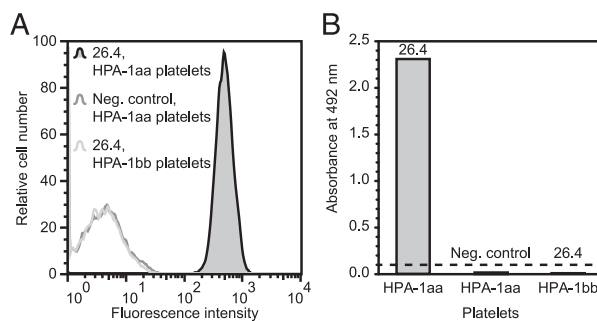 A
100
80
60
40
20
0
Relative cell number
26.4,
HPA-1aa platelets
Neg. control,
HPA-1aa platelets
26.4,
HPA-1bb platelets
10^0 10^1 10^2 10^3 10^4
Fluorescence intensity
B
2.5
2.0
1.5
1.0
0.5
0.0
Absorbance at 492 nm
26.4
Neg. control 26.4
HPA-1aa HPA-1aa HPA-1bb
Platelets